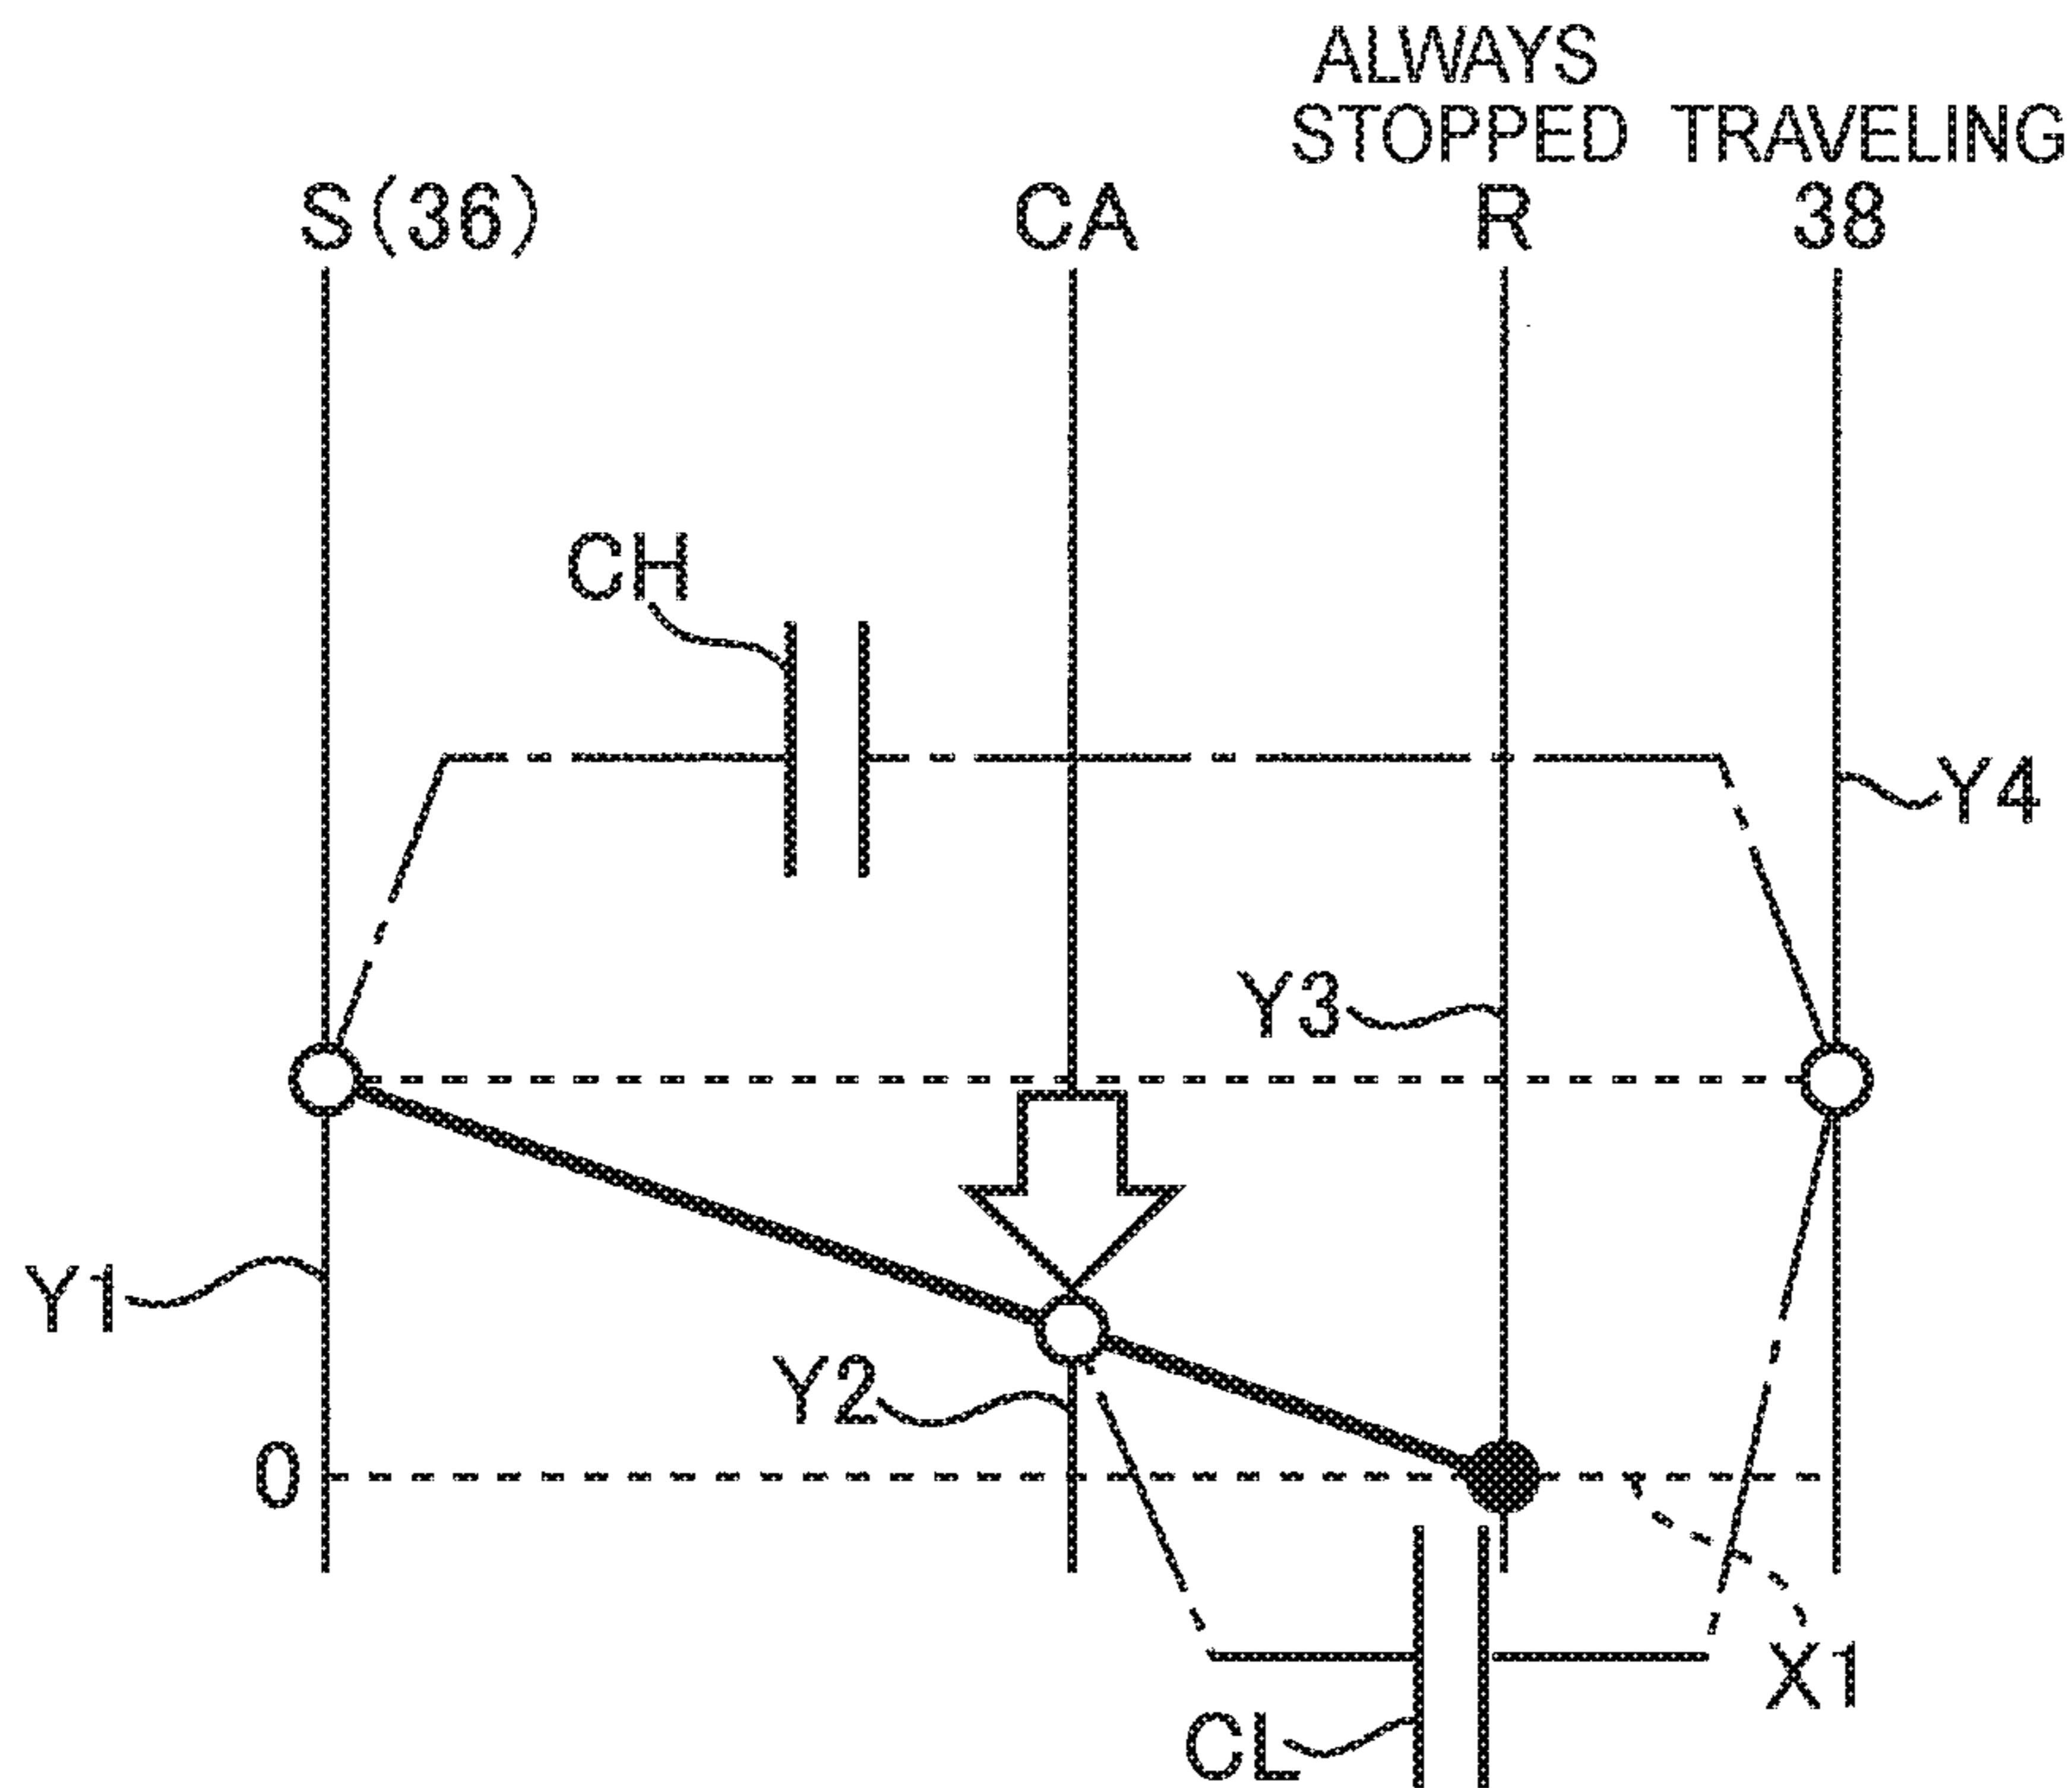 ALWAYS
STOPPED TRAVELING
S(36) CA R 38
CH
Y4
Y3
Y1
Y2
0
X1
CL